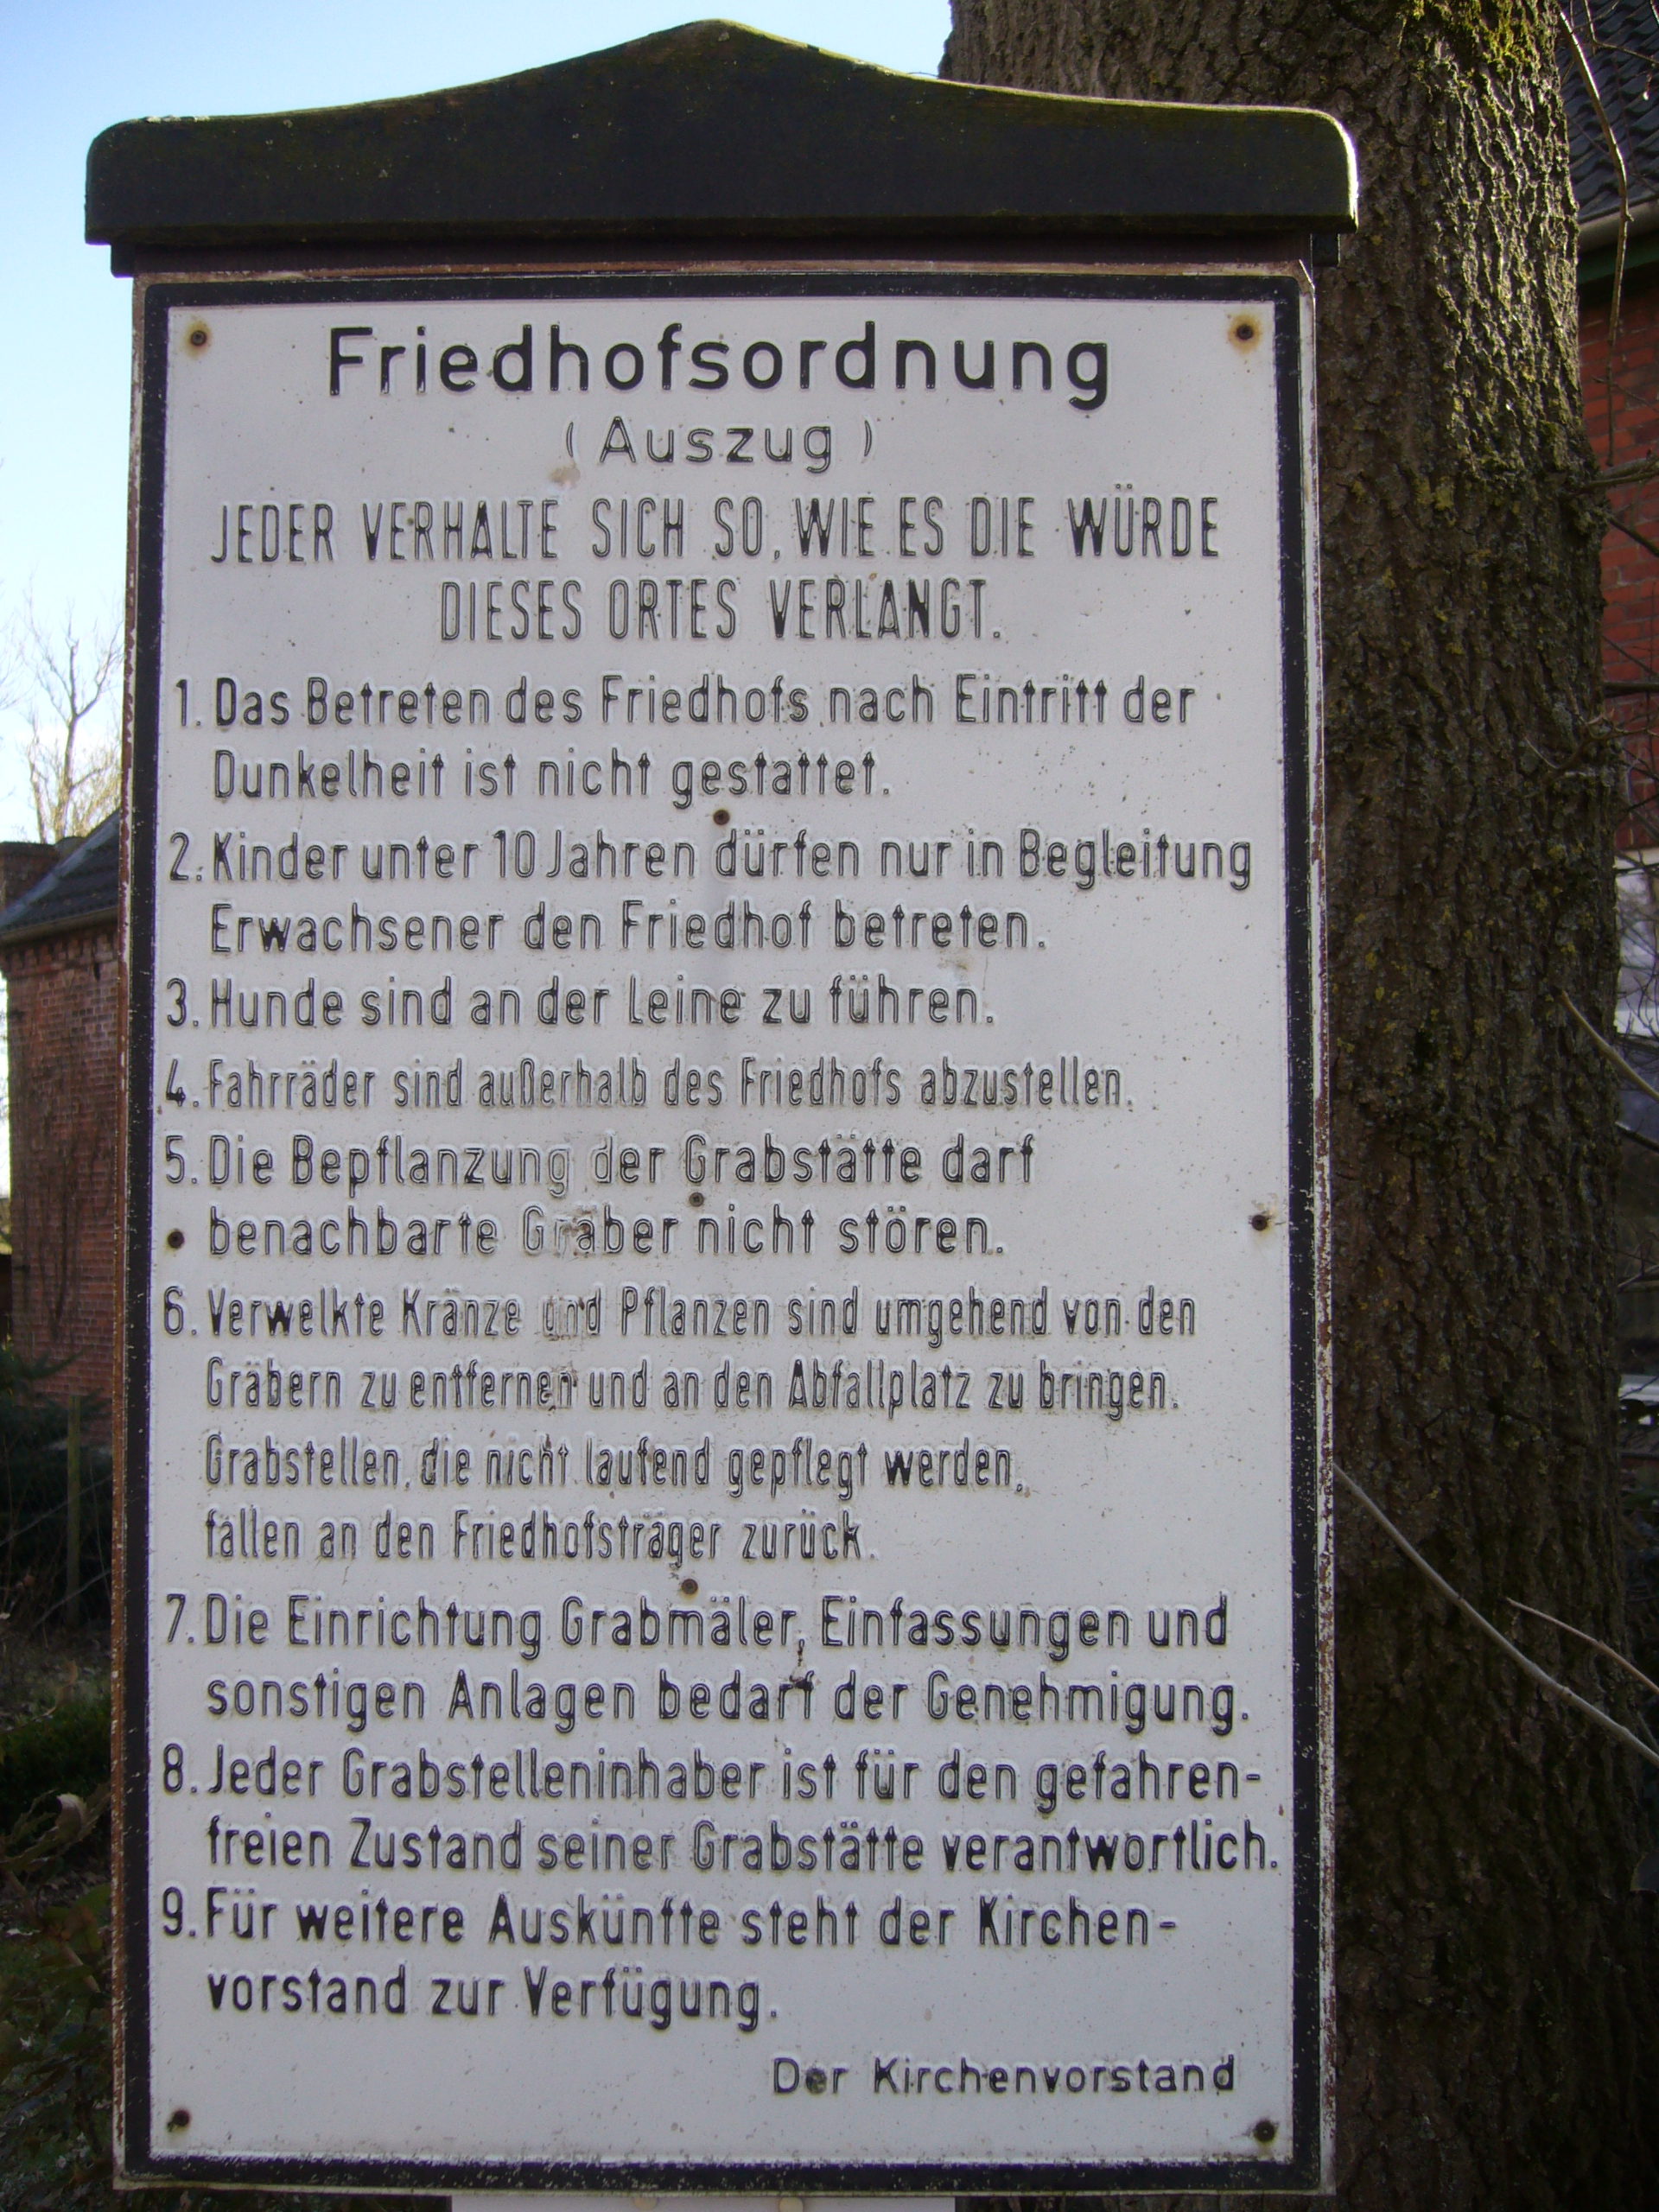 Friedhofsordnung
(Auszug)
JEDER VERHALTE SICH SO, WIE ES DIE WÜRDE
DIESES ORTES VERLANGT.
1. Das Betreten des Friedhofs nach Eintritt der
Dunkelheit ist nicht gestattet.
2. Kinder unter 10 Jahren dürfen nur in Begleitung
Erwachsener den Friedhof betreten.
3. Hunde sind an der Leine zu führen.
4. Fahrräder sind außerhalb des Friedhofs abzustellen.
5. Die Bepflanzung der Grabstätte darf
benachbarte Gräber nicht stören.
6. Verwelkte Kränze und Pflanzen sind umgehend von den
Gräbern zu entfernen und an den Abfallplatz zu bringen.
Grabstellen, die nicht laufend gepflegt werden,
fallen an den Friedhofsträger zurück.
7. Die Einrichtung Grabmäler, Einfassungen und
sonstigen Anlagen bedarf der Genehmigung.
8. Jeder Grabstelleninhaber ist für den gefahren-
freien Zustand seiner Grabstätte verantwortlich.
9. Für weitere Auskünfte steht der Kirchen-
vorstand zur Verfügung.
Der Kirchenvorstand